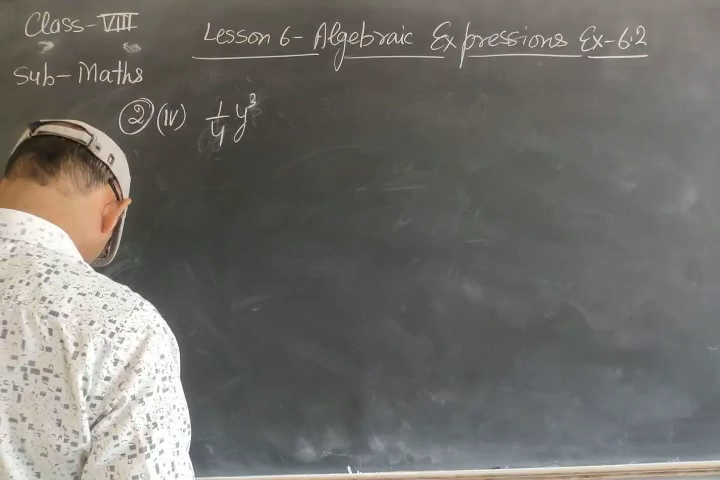 Class-VIII
Sub-Maths
Lesson 6- Algebraic Expressions Ex-6.2
② (iv) 1/4 y³